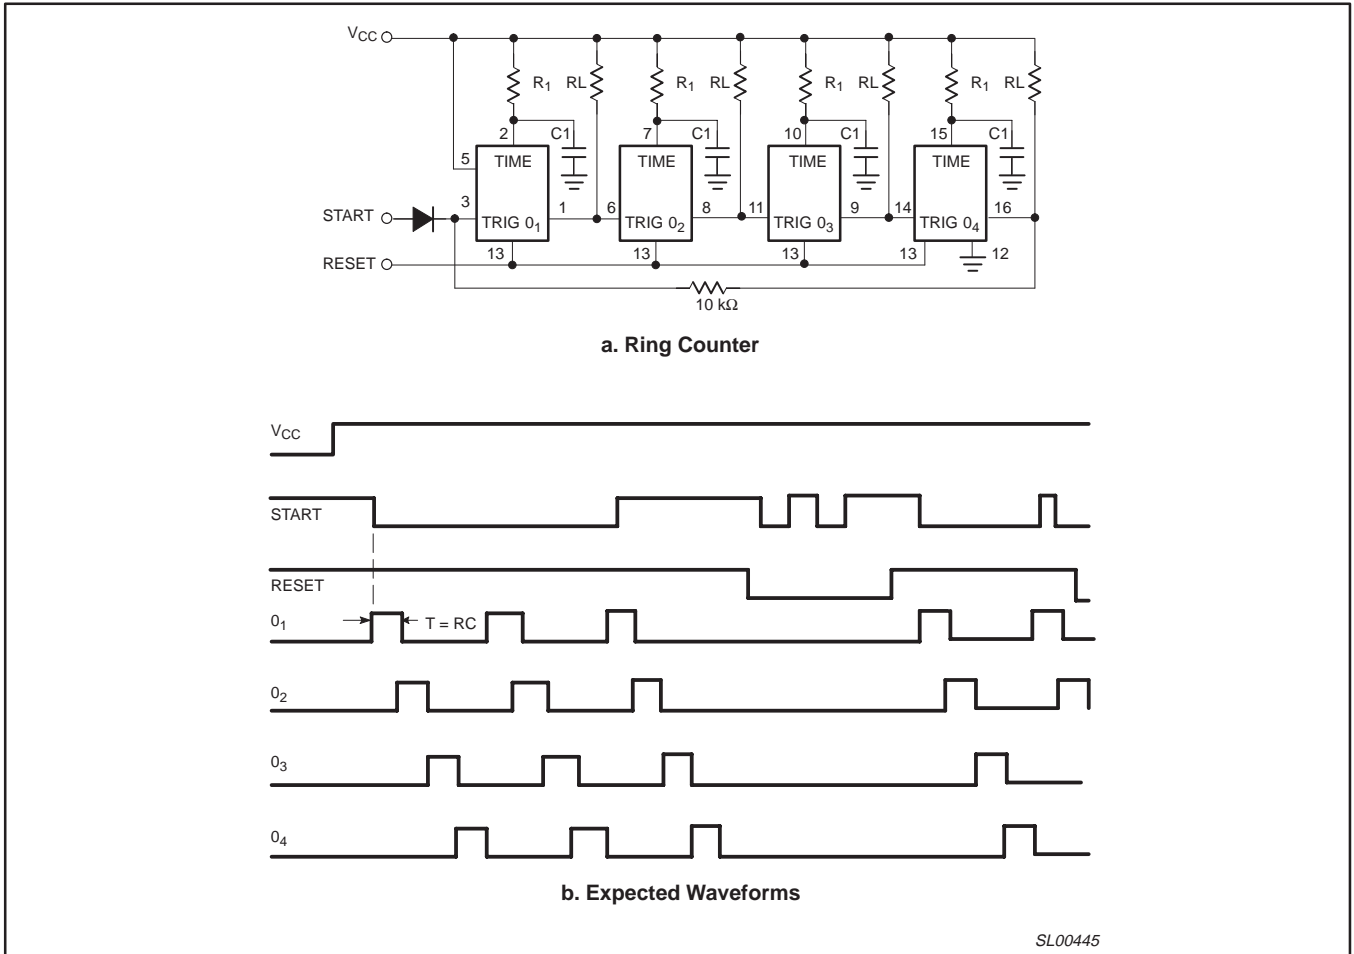 VCC
R1 RL R1 RL R1 RL R1 RL
2 C1 7 C1 10 C1 15 C1
5 TIME TIME TIME TIME
START 3 TRIG 01 1 6 TRIG 02 8 11 TRIG 03 9 14 TRIG 04 16
RESET 13 13 13 13 12
10 kΩ
a. Ring Counter
VCC
START
RESET
01 T = RC
02
03
04
b. Expected Waveforms
SL00445